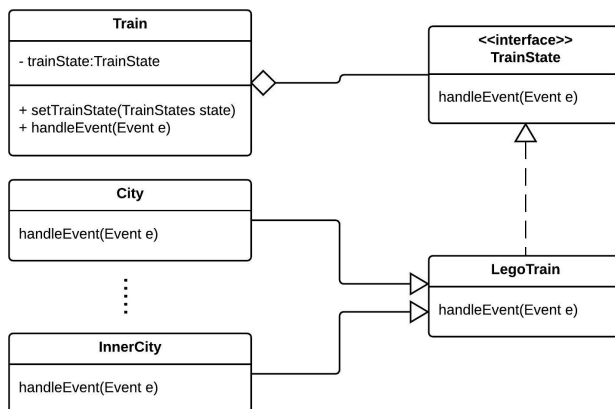 Train
- trainState:TrainState
+ setTrainState(TrainStates state)
+ handleEvent(Event e)
<<interface>>
TrainState
handleEvent(Event e)
City
handleEvent(Event e)
LegoTrain
handleEvent(Event e)
InnerCity
handleEvent(Event e)